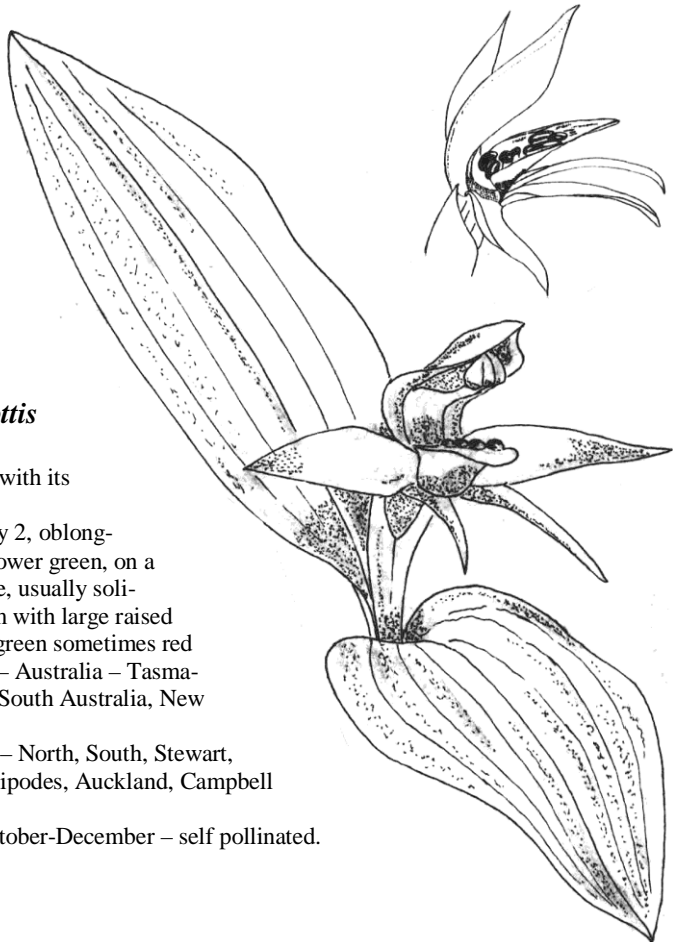 ttis
with its
y 2, oblong-
ower green, on a
e, usually soli-
n with large raised
green sometimes red
– Australia – Tasma-
South Australia, New
– North, South, Stewart,
ipodes, Auckland, Campbell
tober-December – self pollinated.